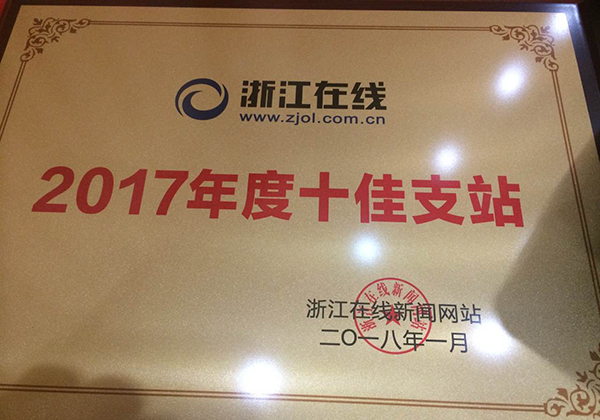 浙江在线
www.zjol.com.cn
2017年度十佳支站
浙江在线新闻网站
二〇一八年一月